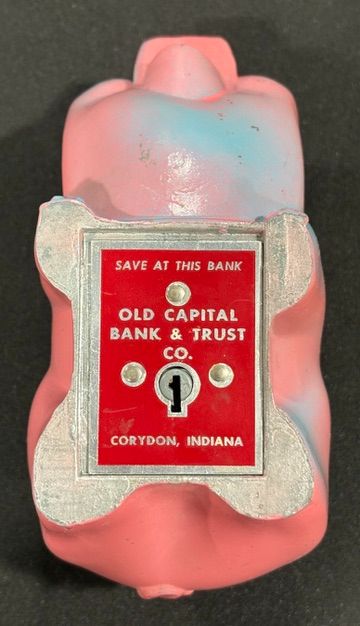 SAVE AT THIS BANK
OLD CAPITAL
BANK & TRUST
CO.
1
CORYDON, INDIANA